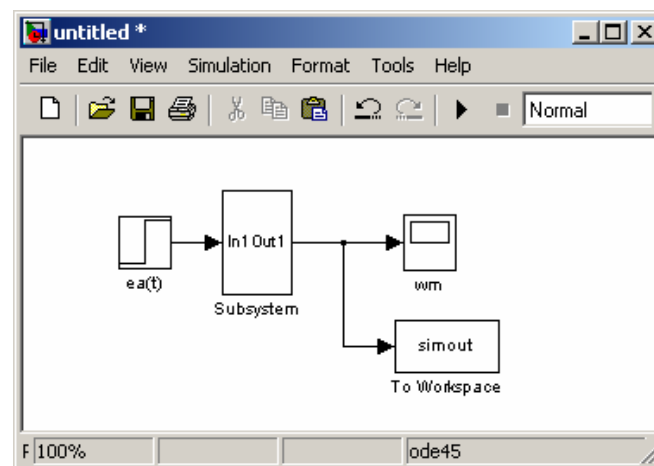 untitled *
File Edit View Simulation Format Tools Help
Normal
In1 Out1
ea(t)
Subsystem
wm
simout
To Workspace
F 100%
ode45